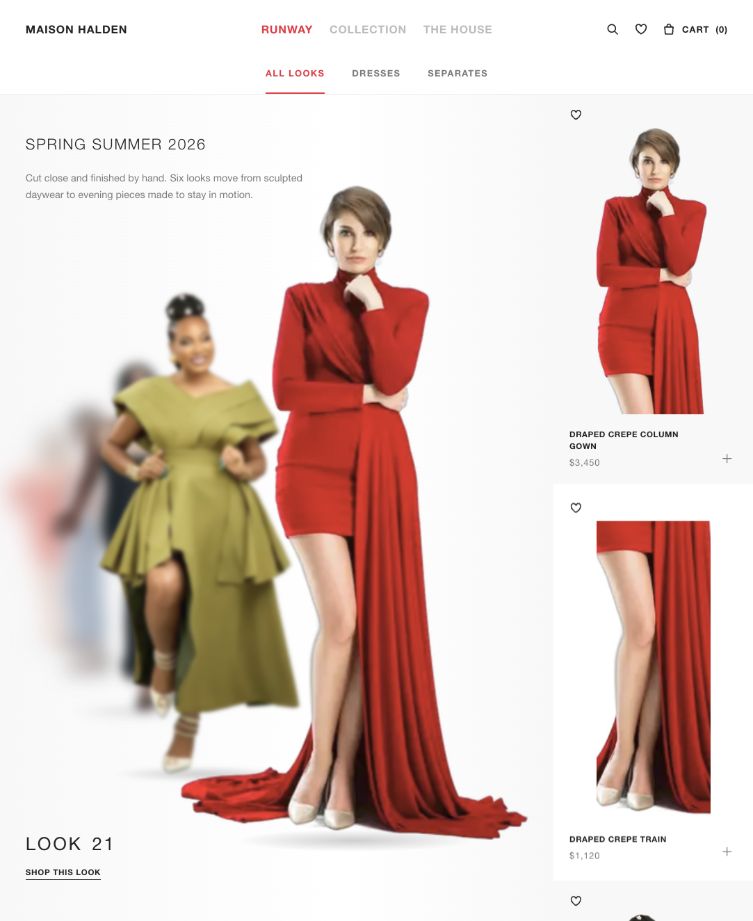 MAISON HALDEN
RUNWAY COLLECTION THE HOUSE
CART (0)
ALL LOOKS DRESSES SEPARATES
SPRING SUMMER 2026
Cut close and finished by hand. Six looks move from sculpted
daywear to evening pieces made to stay in motion.
LOOK 21
SHOP THIS LOOK
DRAPED CREPE COLUMN
GOWN
$3,450
DRAPED CREPE TRAIN
$1,120